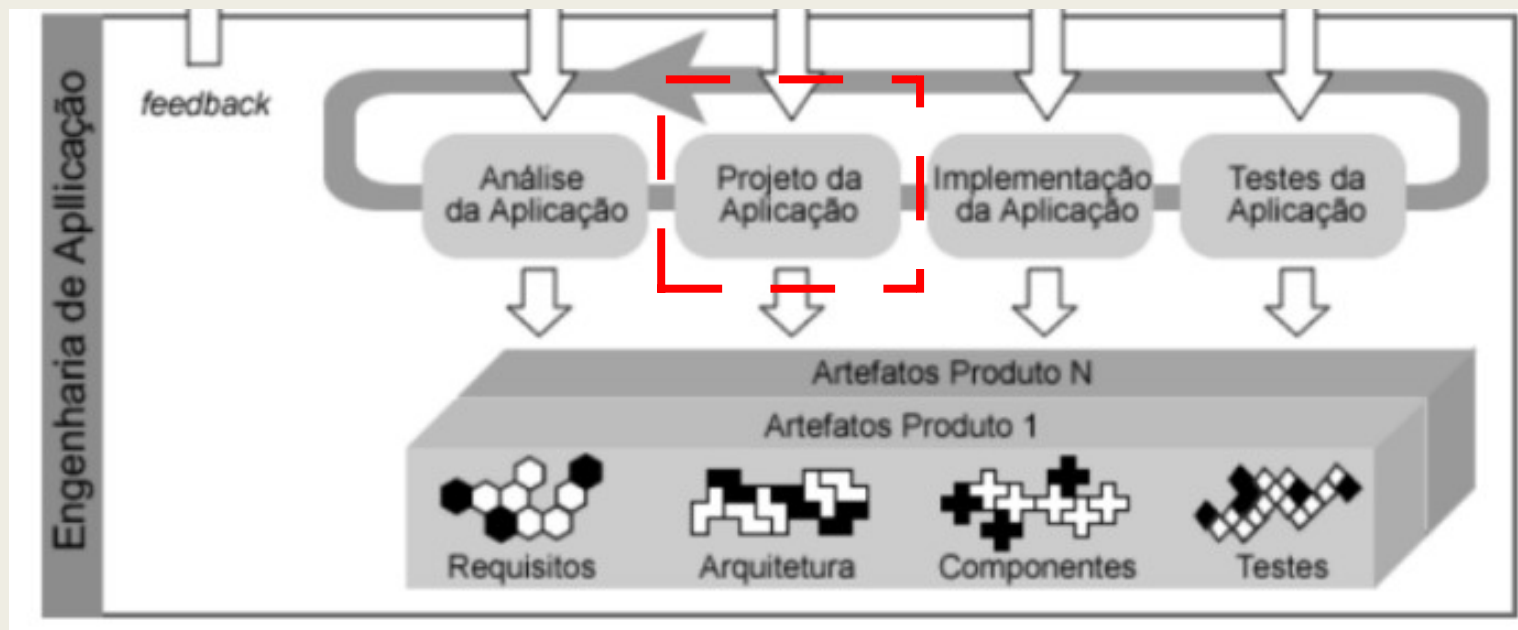 Engenharia de Apllicação
feedback
Análise
da Aplicação
Projeto da
Aplicação
Implementação
da Aplicação
Testes da
Aplicação
Artefatos Produto N
Artefatos Produto 1
Requisitos
Arquitetura
Componentes
Testes